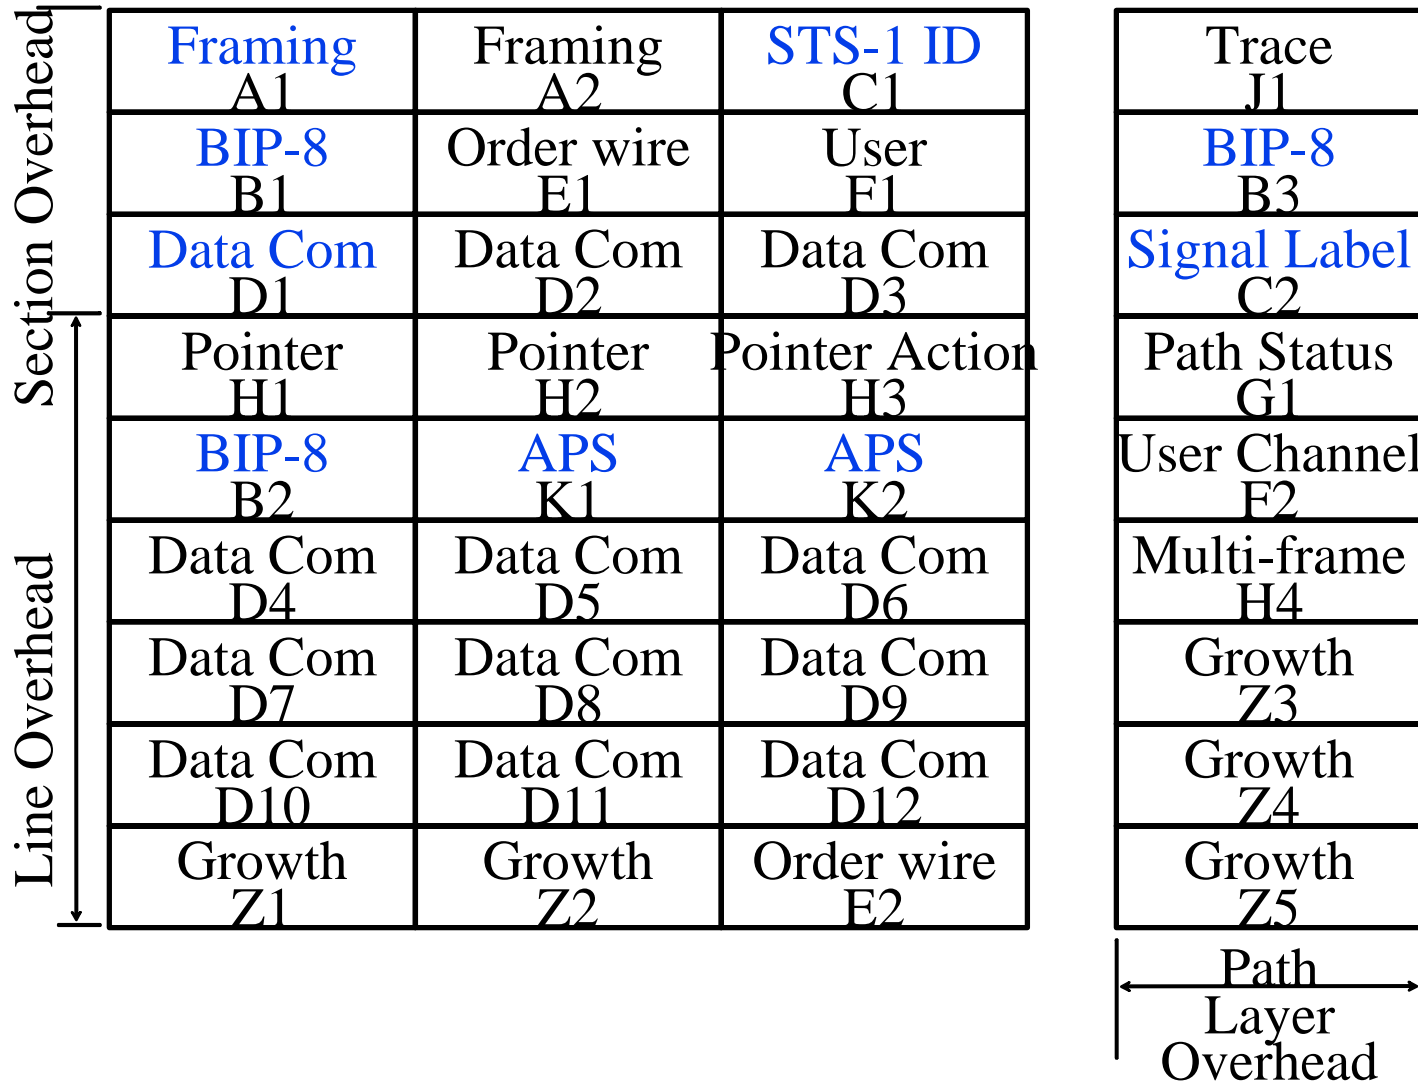 Section Overhead
Line Overhead
Framing
A1
Framing
A2
STS-1 ID
C1
BIP-8
B1
Order wire
E1
User
F1
Data Com
D1
Data Com
D2
Data Com
D3
Pointer
H1
Pointer
H2
Pointer Action
H3
BIP-8
B2
APS
K1
APS
K2
Data Com
D4
Data Com
D5
Data Com
D6
Data Com
D7
Data Com
D8
Data Com
D9
Data Com
D10
Data Com
D11
Data Com
D12
Growth
Z1
Growth
Z2
Order wire
E2
Trace
J1
BIP-8
B3
Signal Label
C2
Path Status
G1
User Channel
F2
Multi-frame
H4
Growth
Z3
Growth
Z4
Growth
Z5
Path
Layer
Overhead